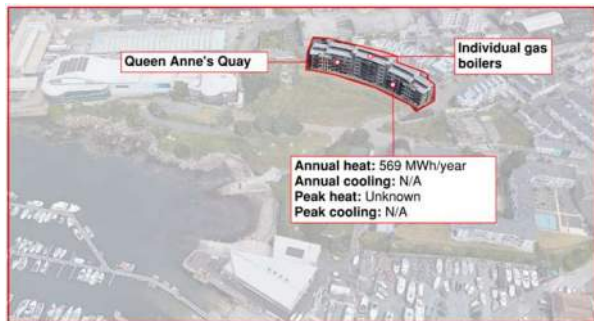 Queen Anne's Quay
Individual gas
boilers
Annual heat: 569 MWh/year
Annual cooling: N/A
Peak heat: Unknown
Peak cooling: N/A